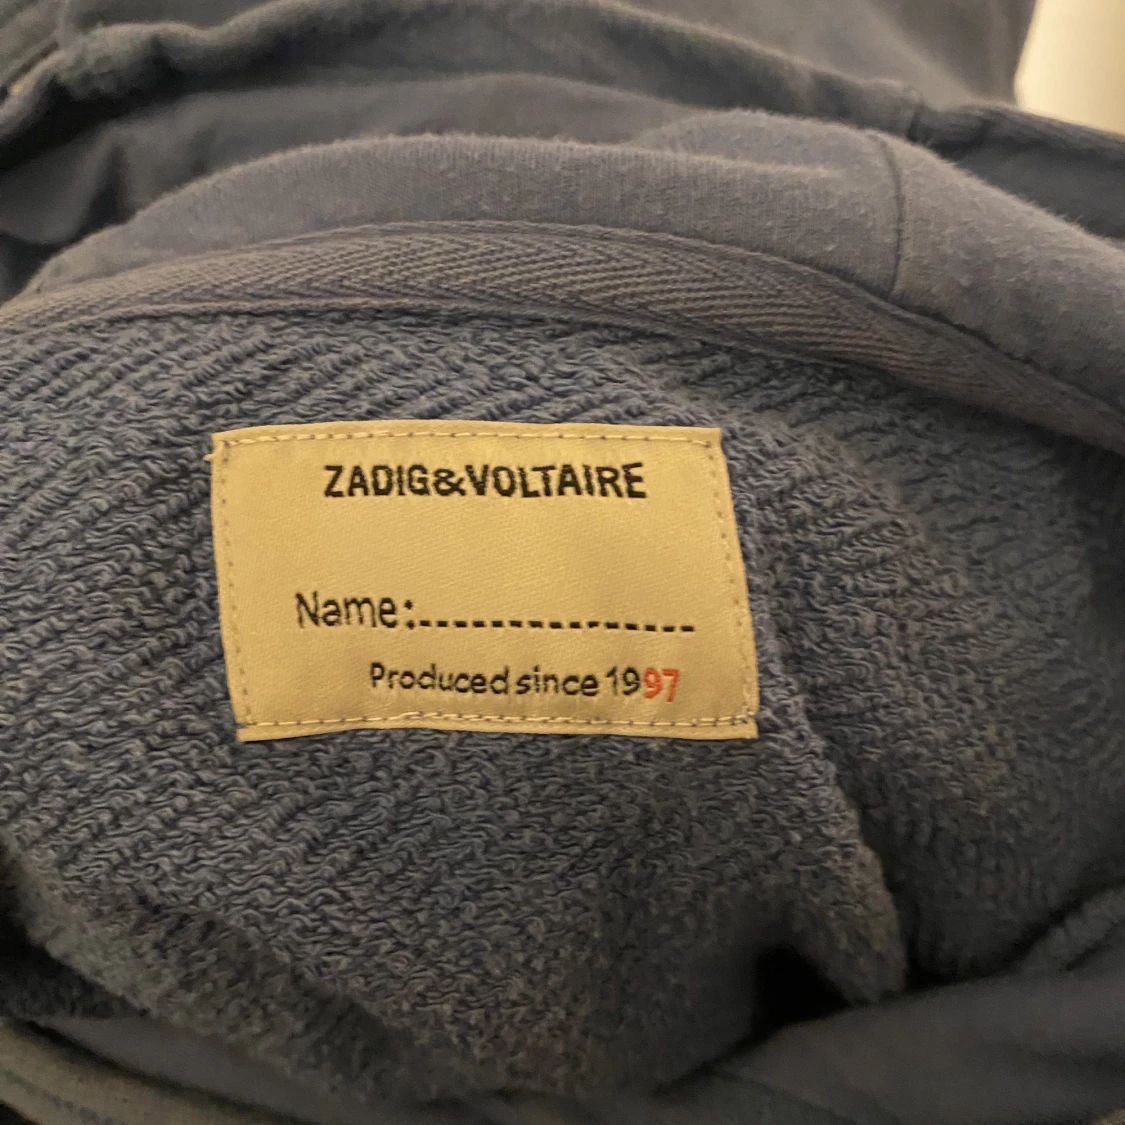 ZADIG&VOLTAIRE
Name:................
Produced since 1997